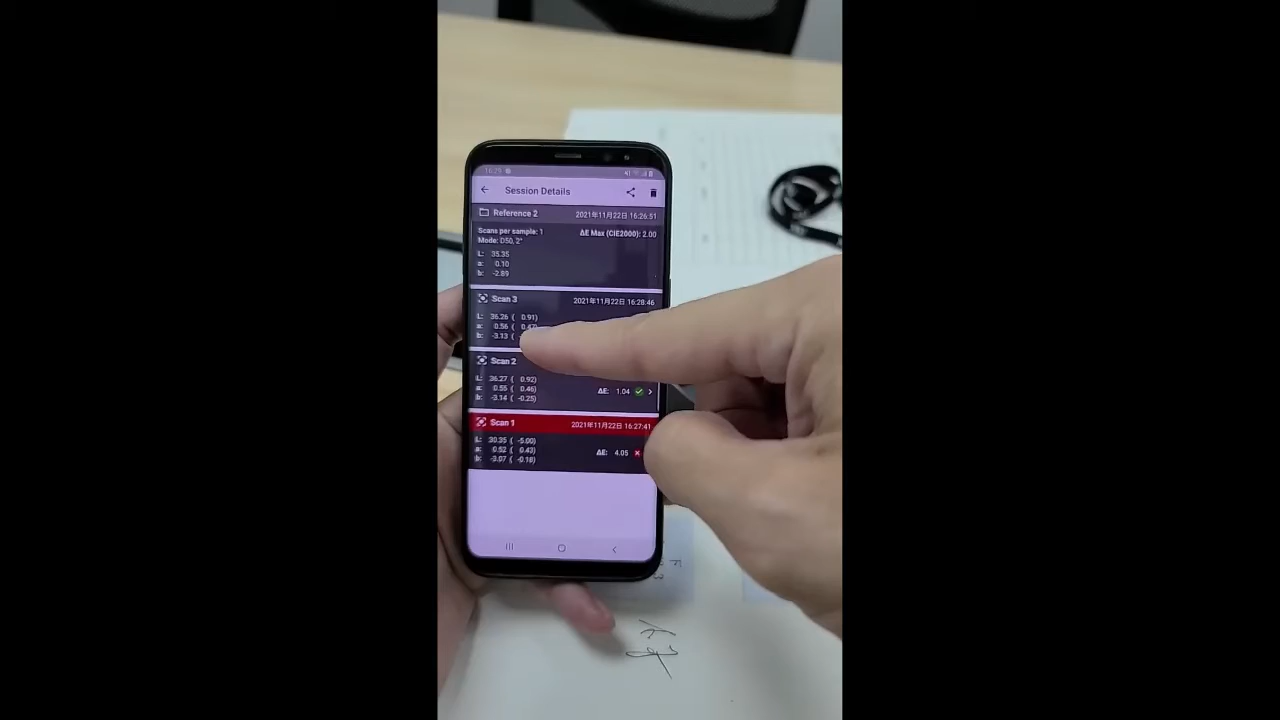 16:29
Session Details
Reference 2 2021年11月22日 16:26:51
Scans per sample: 1 ΔE Max (CIE2000): 2.00
Mode: D50, 2°
L: 35.35
a: 0.10
b: -2.89
Scan 3 2021年11月22日 16:28:46
L: 36.26 ( 0.91)
a: 0.56 (
b: -3.13 (
Scan 2
L: 36.27 ( 0.92)
a: 0.55 ( 0.46) ΔE: 1.04
b: -3.14 ( -0.25)
Scan 1 2021年11月22日 16:27:41
L: 30.35 ( -5.00)
a: 0.52 ( 0.43) ΔE: 4.05
b: -3.07 ( -0.18)